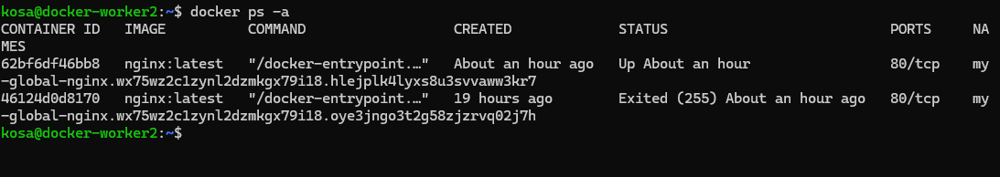 kosa@docker-worker2:~$ docker ps -a
CONTAINER ID   IMAGE          COMMAND                  CREATED             STATUS                          PORTS     NA
MES
62bf6df46bb8   nginx:latest   "/docker-entrypoint.…"   About an hour ago   Up About an hour                80/tcp    my
-global-nginx.wx75wz2c1zynl2dzmkgx79i18.hlejplk4lyxs8u3svvaww3kr7
46124d0d8170   nginx:latest   "/docker-entrypoint.…"   19 hours ago        Exited (255) About an hour ago   80/tcp    my
-global-nginx.wx75wz2c1zynl2dzmkgx79i18.oye3jngo3t2g58zjzrvq02j7h
kosa@docker-worker2:~$